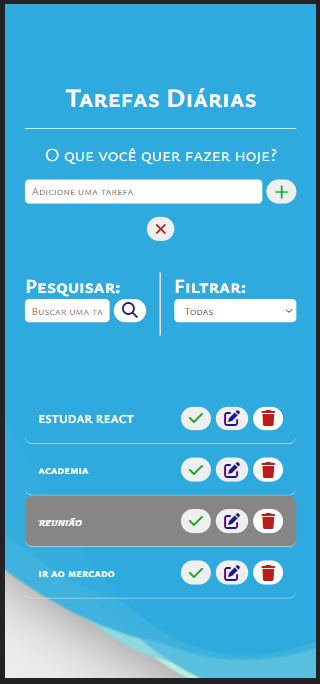 Tarefas Diárias
O que você quer fazer hoje?
Adicione uma tarefa
Pesquisar:
Filtrar:
Buscar uma ta
Todas
ESTUDAR REACT
ACADEMIA
REUNIÃO
IR AO MERCADO